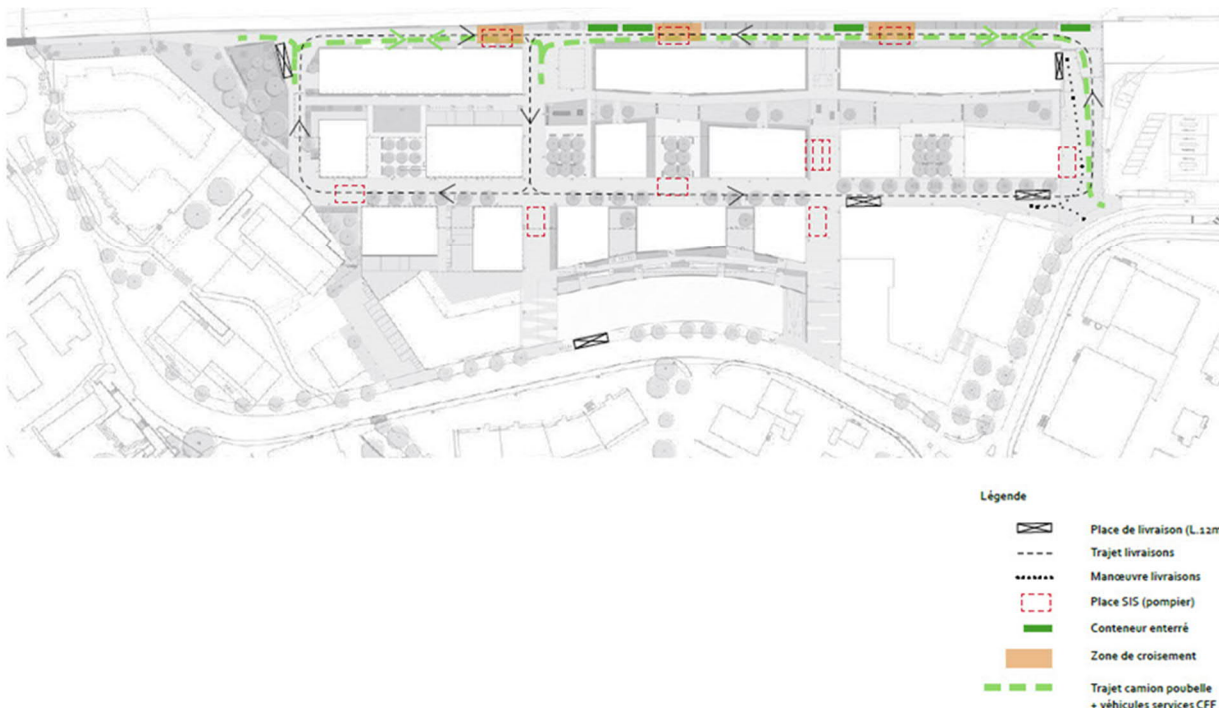 Légende
Place de livraison (L.12m
Trajet livraisons
Manœuvre livraisons
Place SIS (pompier)
Conteneur enterré
Zone de croisement
Trajet camion poubelle
+ véhicules services CFF